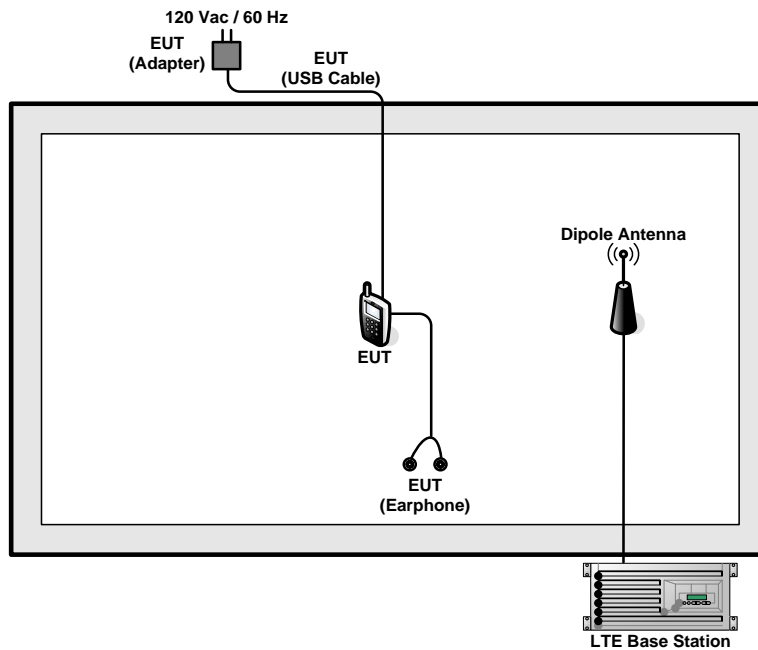 120 Vac / 60 Hz
EUT
(Adapter)
EUT
(USB Cable)
Dipole Antenna
EUT
EUT
(Earphone)
LTE Base Station